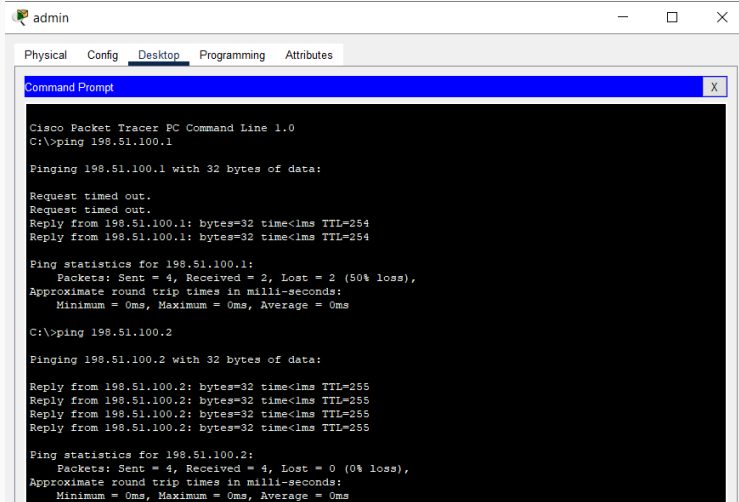 admin
Physical Config Desktop Programming Attributes
Command Prompt
X
Cisco Packet Tracer PC Command Line 1.0
C:\>ping 198.51.100.1
Pinging 198.51.100.1 with 32 bytes of data:
Request timed out.
Request timed out.
Reply from 198.51.100.1: bytes=32 time<1ms TTL=254
Reply from 198.51.100.1: bytes=32 time<1ms TTL=254
Ping statistics for 198.51.100.1:
Packets: Sent = 4, Received = 2, Lost = 2 (50% loss),
Approximate round trip times in milli-seconds:
Minimum = 0ms, Maximum = 0ms, Average = 0ms
C:\>ping 198.51.100.2
Pinging 198.51.100.2 with 32 bytes of data:
Reply from 198.51.100.2: bytes=32 time<1ms TTL=255
Reply from 198.51.100.2: bytes=32 time<1ms TTL=255
Reply from 198.51.100.2: bytes=32 time<1ms TTL=255
Reply from 198.51.100.2: bytes=32 time<1ms TTL=255
Ping statistics for 198.51.100.2:
Packets: Sent = 4, Received = 4, Lost = 0 (0% loss),
Approximate round trip times in milli-seconds:
Minimum = 0ms, Maximum = 0ms, Average = 0ms